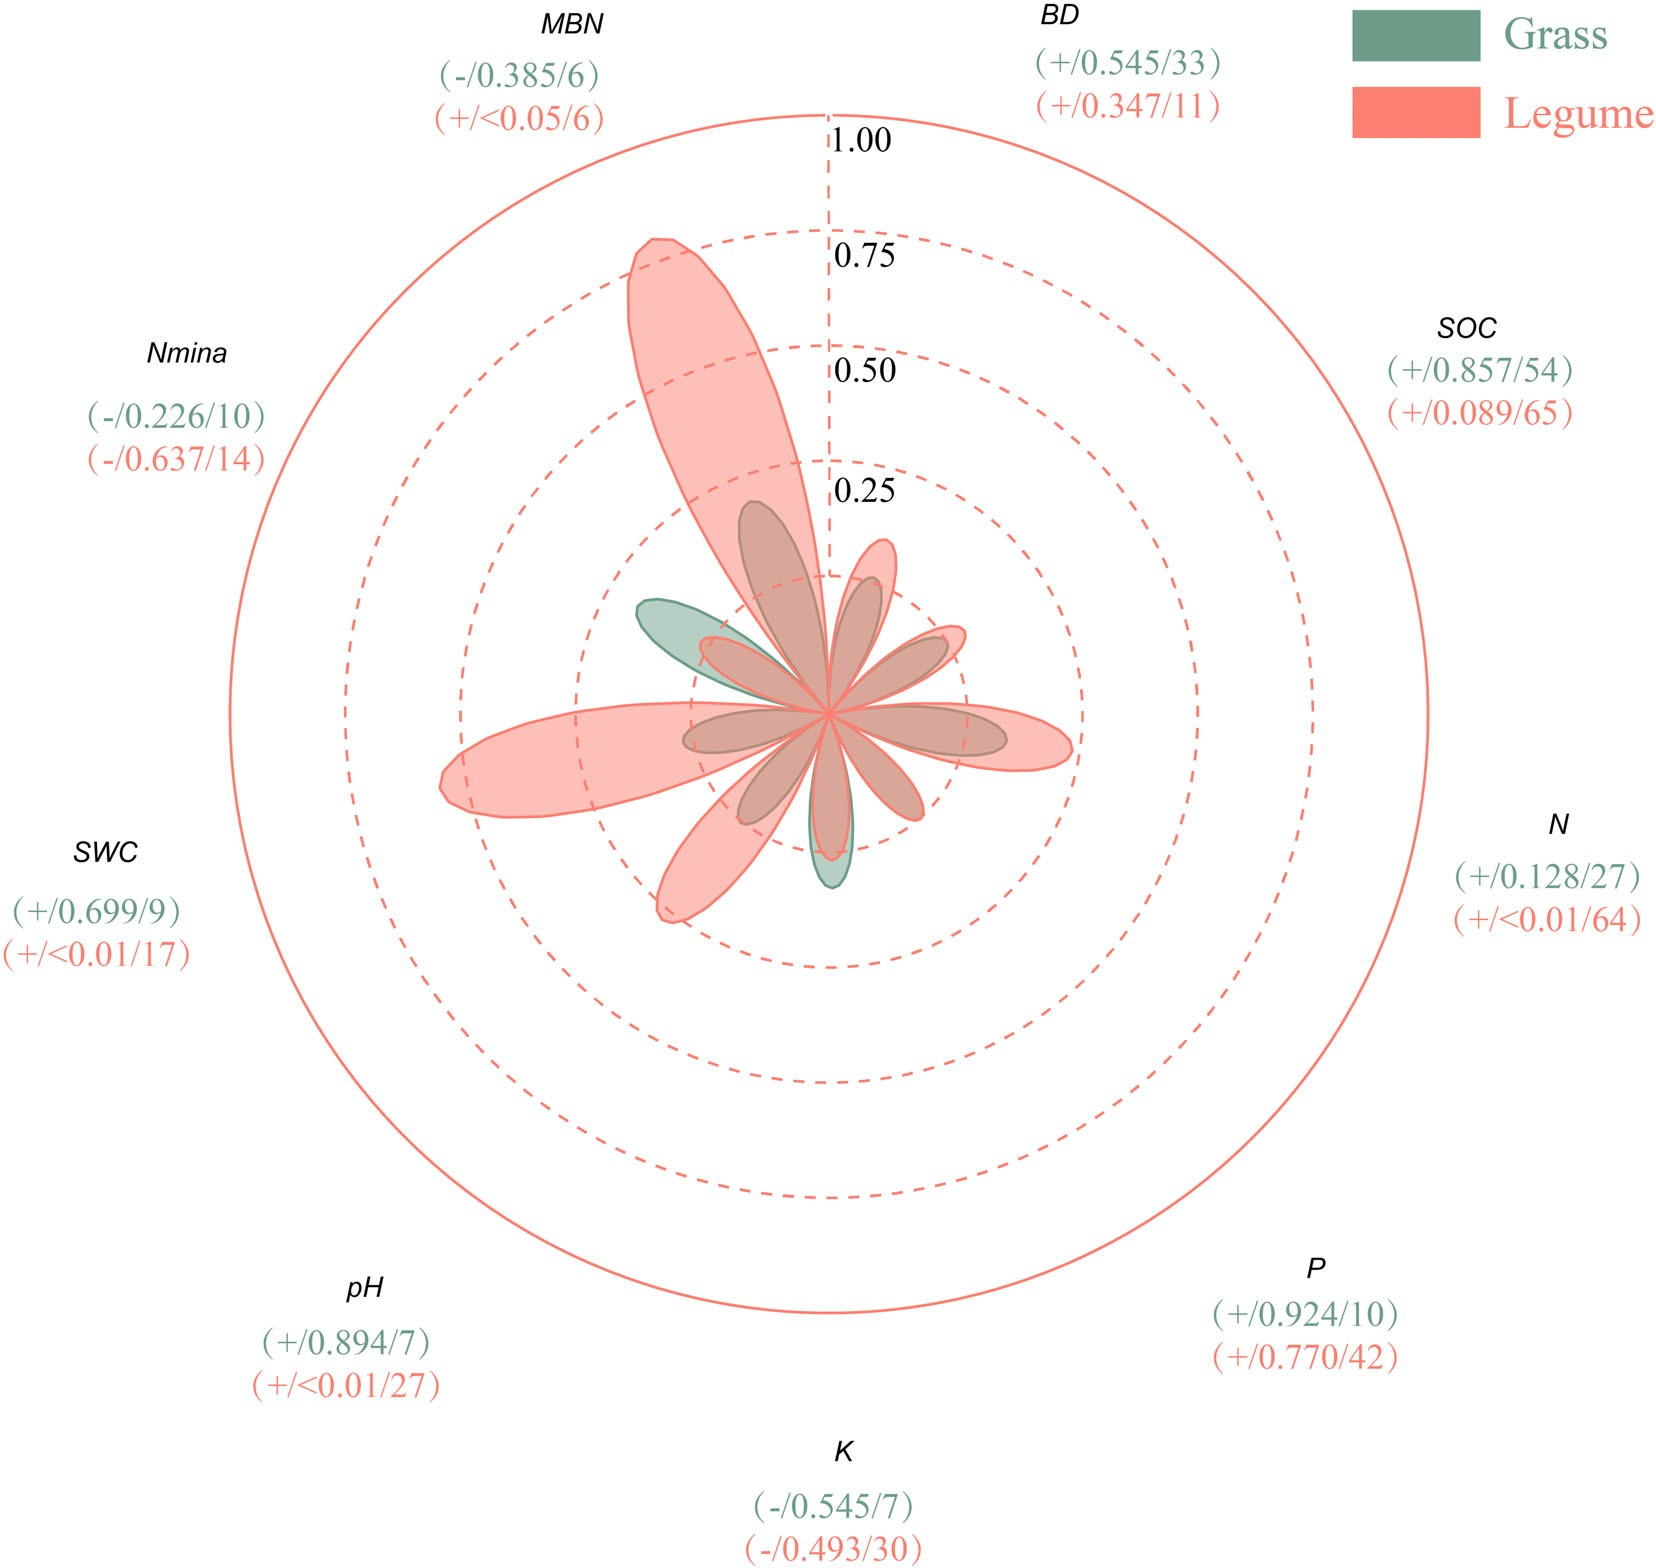 MBN
(-/0.385/6)
(+/<0.05/6)
BD
(+/0.545/33)
(+/0.347/11)
Grass
Legume
1.00
0.75
0.50
0.25
SOC
(+/0.857/54)
(+/0.089/65)
Nmina
(-/0.226/10)
(-/0.637/14)
N
(+/0.128/27)
(+/<0.01/64)
SWC
(+/0.699/9)
(+/<0.01/17)
P
(+/0.924/10)
(+/0.770/42)
pH
(+/0.894/7)
(+/<0.01/27)
K
(-/0.545/7)
(-/0.493/30)